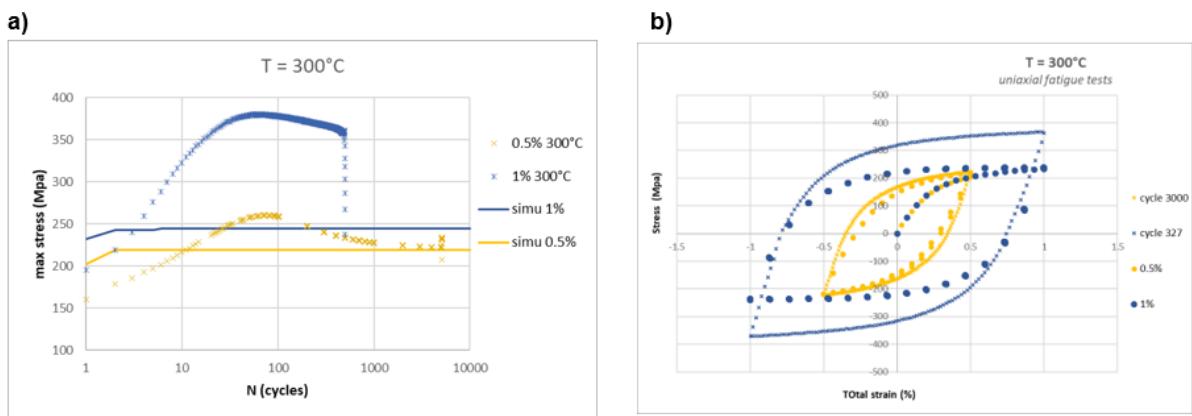 a)
T = 300°C
max stress (Mpa)
400
350
300
250
200
150
100
1
10
100
1000
10000
N (cycles)
0.5% 300°C
1% 300°C
simu 1%
simu 0.5%
b)
T = 300°C
uniaxial fatigue tests
Stress (Mpa)
500
400
300
200
100
0
-100
-200
-300
-400
-500
-1.5
-1
-0.5
0
0.5
1
1.5
TOtal strain (%)
cycle 3000
cycle 327
0.5%
1%